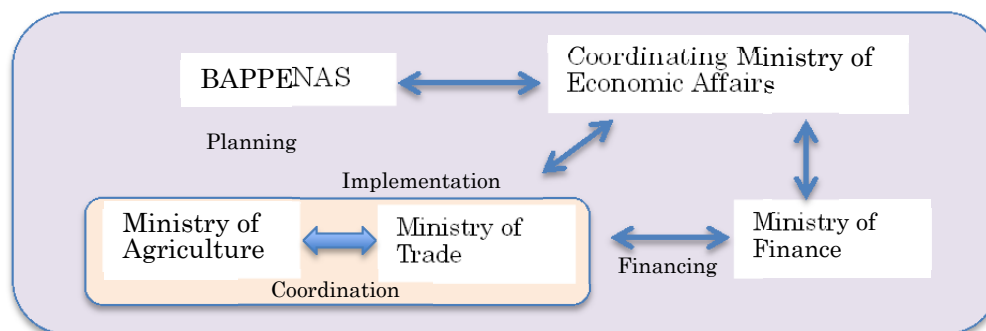 BAPPENAS
Coordinating Ministry of
Economic Affairs
Planning
Implementation
Ministry of
Agriculture
Ministry of
Trade
Ministry of
Finance
Financing
Coordination